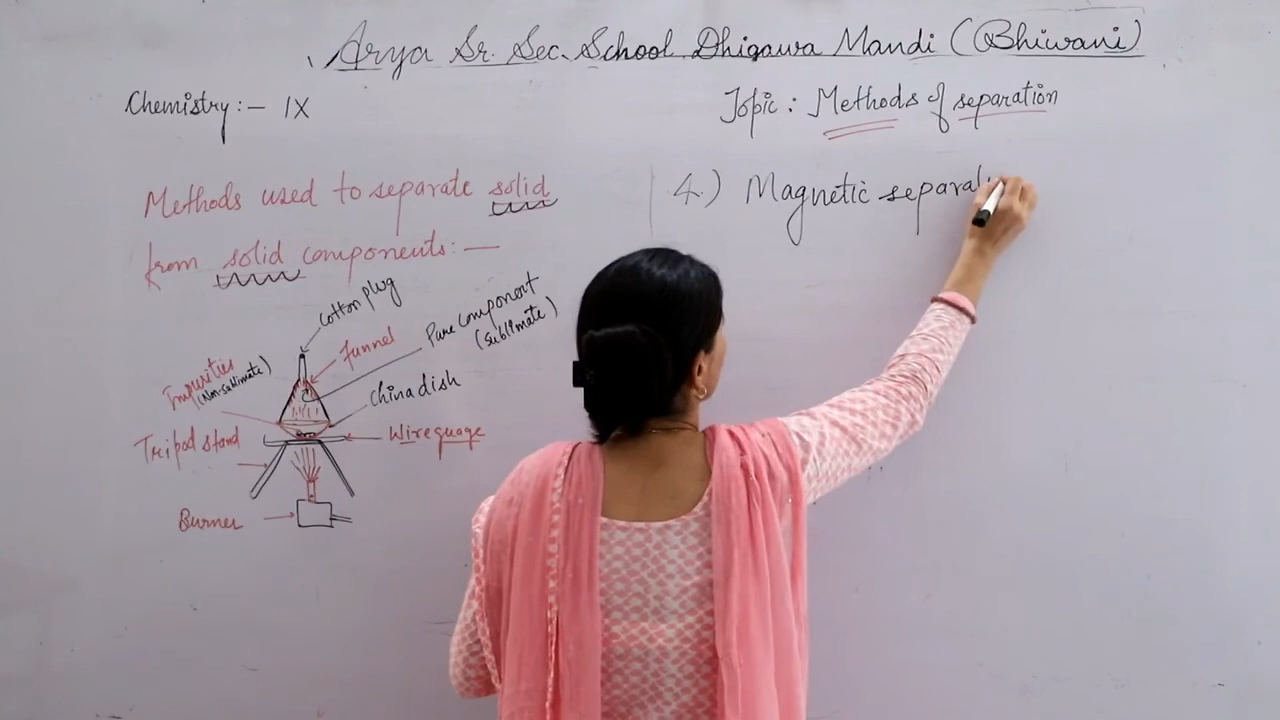 Arya Sr. Sec. School Dhigawa Mandi (Bhiwani)
Chemistry:- IX
Topic: Methods of separation
Methods used to separate solid
from solid components:-
cotton plug
Funnel
Pure component
(sublimate)
Impurities
(Non-sublimate)
China dish
Tripod stand
Wire guage
Burner
4.) Magnetic separati